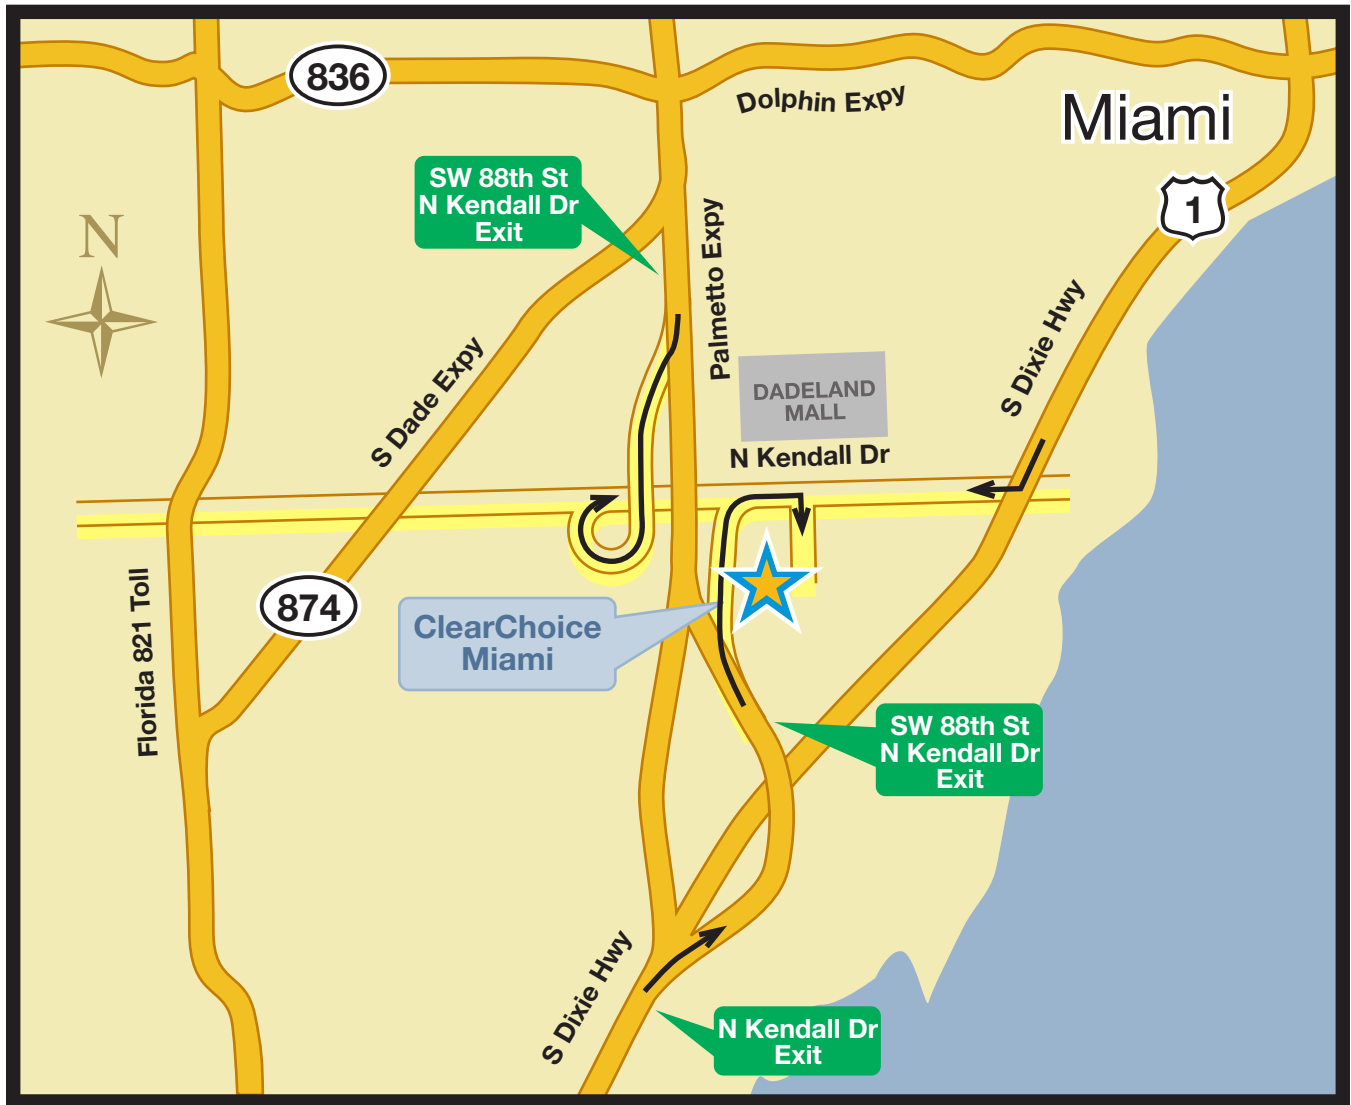 836
Dolphin Expy
Miami
SW 88th St
N Kendall Dr
Exit
1
N
Palmetto Expy
S Dixie Hwy
S Dade Expy
DADELAND
MALL
N Kendall Dr
874
Florida 821 Toll
ClearChoice
Miami
SW 88th St
N Kendall Dr
Exit
S Dixie Hwy
N Kendall Dr
Exit